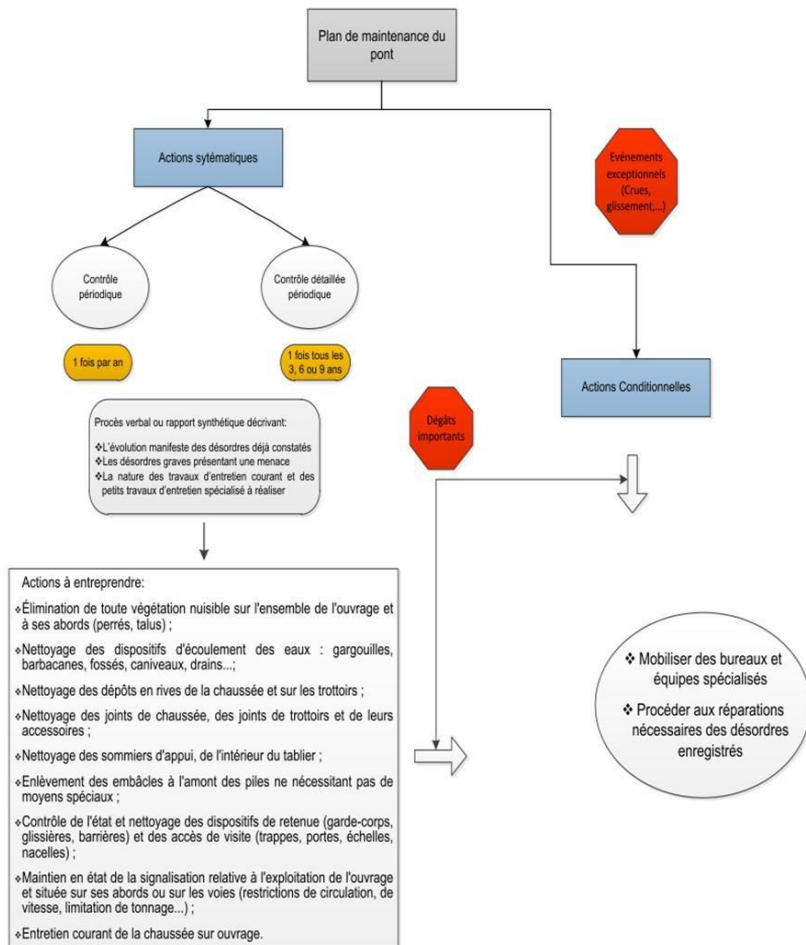 Plan de maintenance du
pont
Actions sytématiques
Evénements
exceptionnels
(Crues,
glissement,...)
Contrôle
périodique
Contrôle détaillée
périodique
1 fois par an
1 fois tous les
3, 6 ou 9 ans
Actions Conditionnelles
Dégâts
importants
Procès verbal ou rapport synthétique décrivant:
❖L'évolution manifeste des désordres déjà constatés
❖Les désordres graves présentant une menace
❖La nature des travaux d'entretien courant et des
petits travaux d'entretien spécialisé à réaliser
Actions à entreprendre:
❖Élimination de toute végétation nuisible sur l'ensemble de l'ouvrage et
à ses abords (perrés, talus) ;
❖Nettoyage des dispositifs d'écoulement des eaux : gargouilles,
barbacanes, fossés, caniveaux, drains...;
❖Nettoyage des dépôts en rives de la chaussée et sur les trottoirs ;
❖Nettoyage des joints de chaussée, des joints de trottoirs et de leurs
accessoires ;
❖Nettoyage des sommiers d'appui, de l'intérieur du tablier ;
❖Enlèvement des embâcles à l'amont des piles ne nécessitant pas de
moyens spéciaux ;
❖Contrôle de l'état et nettoyage des dispositifs de retenue (garde-corps,
glissières, barrières) et des accès de visite (trappes, portes, échelles,
nacelles) ;
❖Maintien en état de la signalisation relative à l'exploitation de l'ouvrage
et située sur ses abords ou sur les voies (restrictions de circulation, de
vitesse, limitation de tonnage...) ;
❖Entretien courant de la chaussée sur ouvrage.
❖ Mobiliser des bureaux et
équipes spécialisés
❖ Procéder aux réparations
nécessaires des désordres
enregistrés